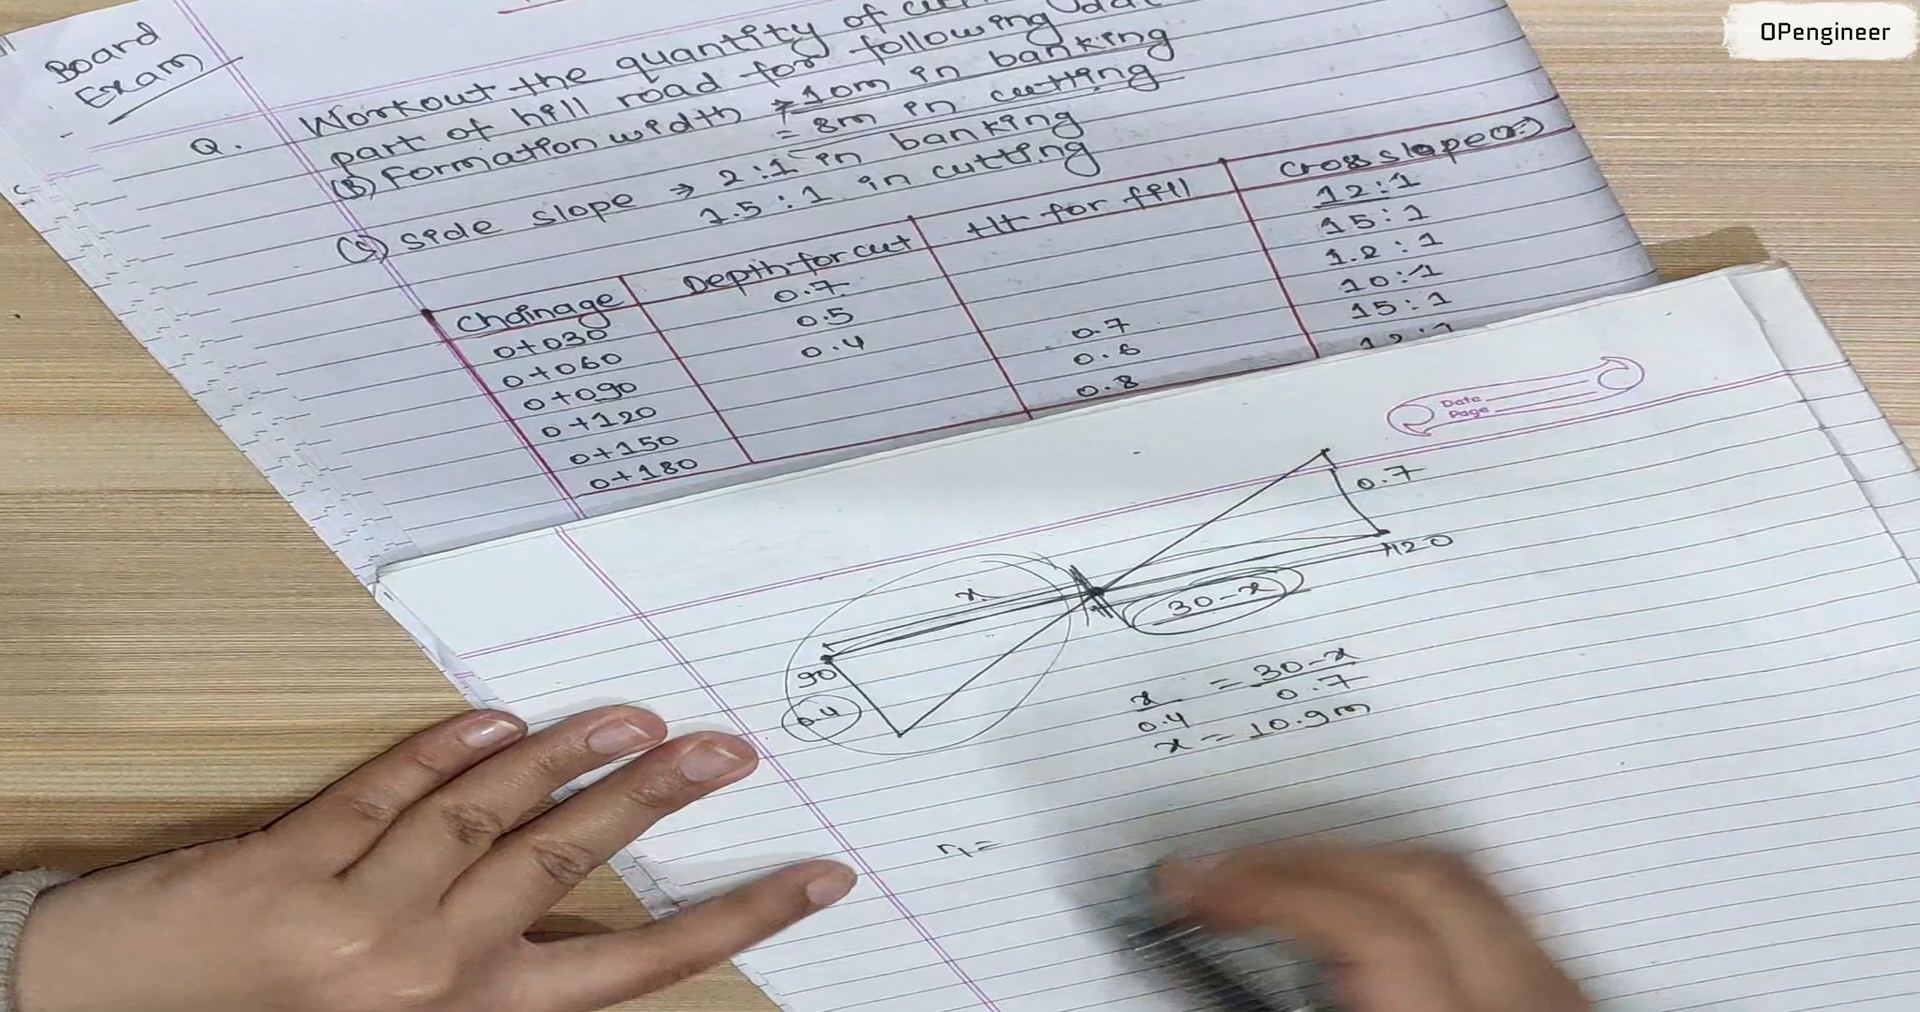 OPengineer
Board
Exam
Q. Workout the quantity of
part of hill road for following
(B) Formation width → 10m in banking
= 8m in cutting
(C) Side slope → 2:1 in banking
1.5:1 in cutting
Chainage Depth for cut Ht for fill Cross slope (r:1)
0+030 0.7 12:1
0+060 0.5 15:1
0+090 0.4 1.2:1
0+120 0.7 10:1
0+150 0.6 15:1
0+180 0.8
Date
Page
0.7
120
x
30-x
90
0.4
x/0.4 = 30-x/0.7
x = 10.9m
r1 =